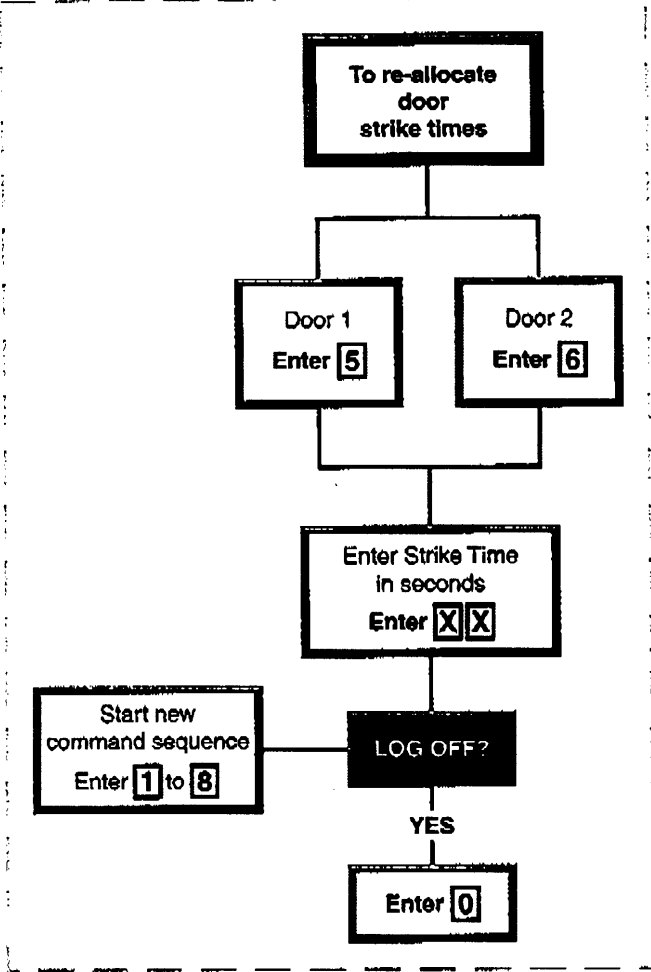 To re-allocate
door
strike times
Door 1
Enter 5
Door 2
Enter 6
Enter Strike Time
in seconds
Enter X X
Start new
command sequence
Enter 1 to 8
LOG OFF?
YES
Enter 0